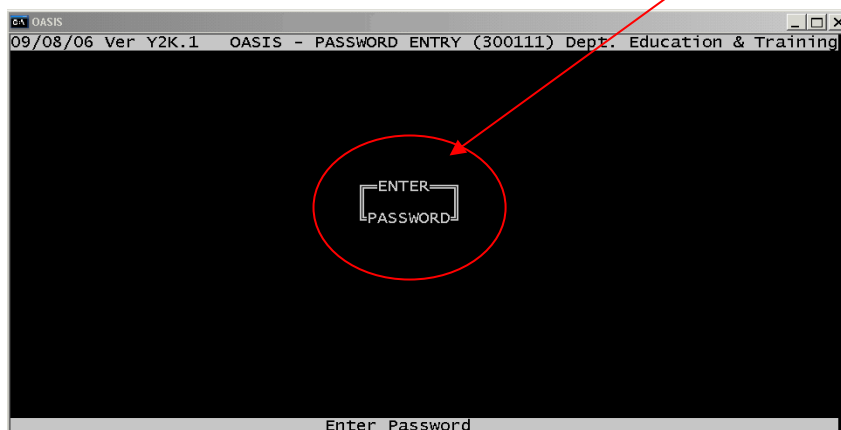 OASIS
09/08/06 Ver Y2K.1 OASIS - PASSWORD ENTRY (300111) Dept. Education & Training
ENTER
PASSWORD
Enter Password